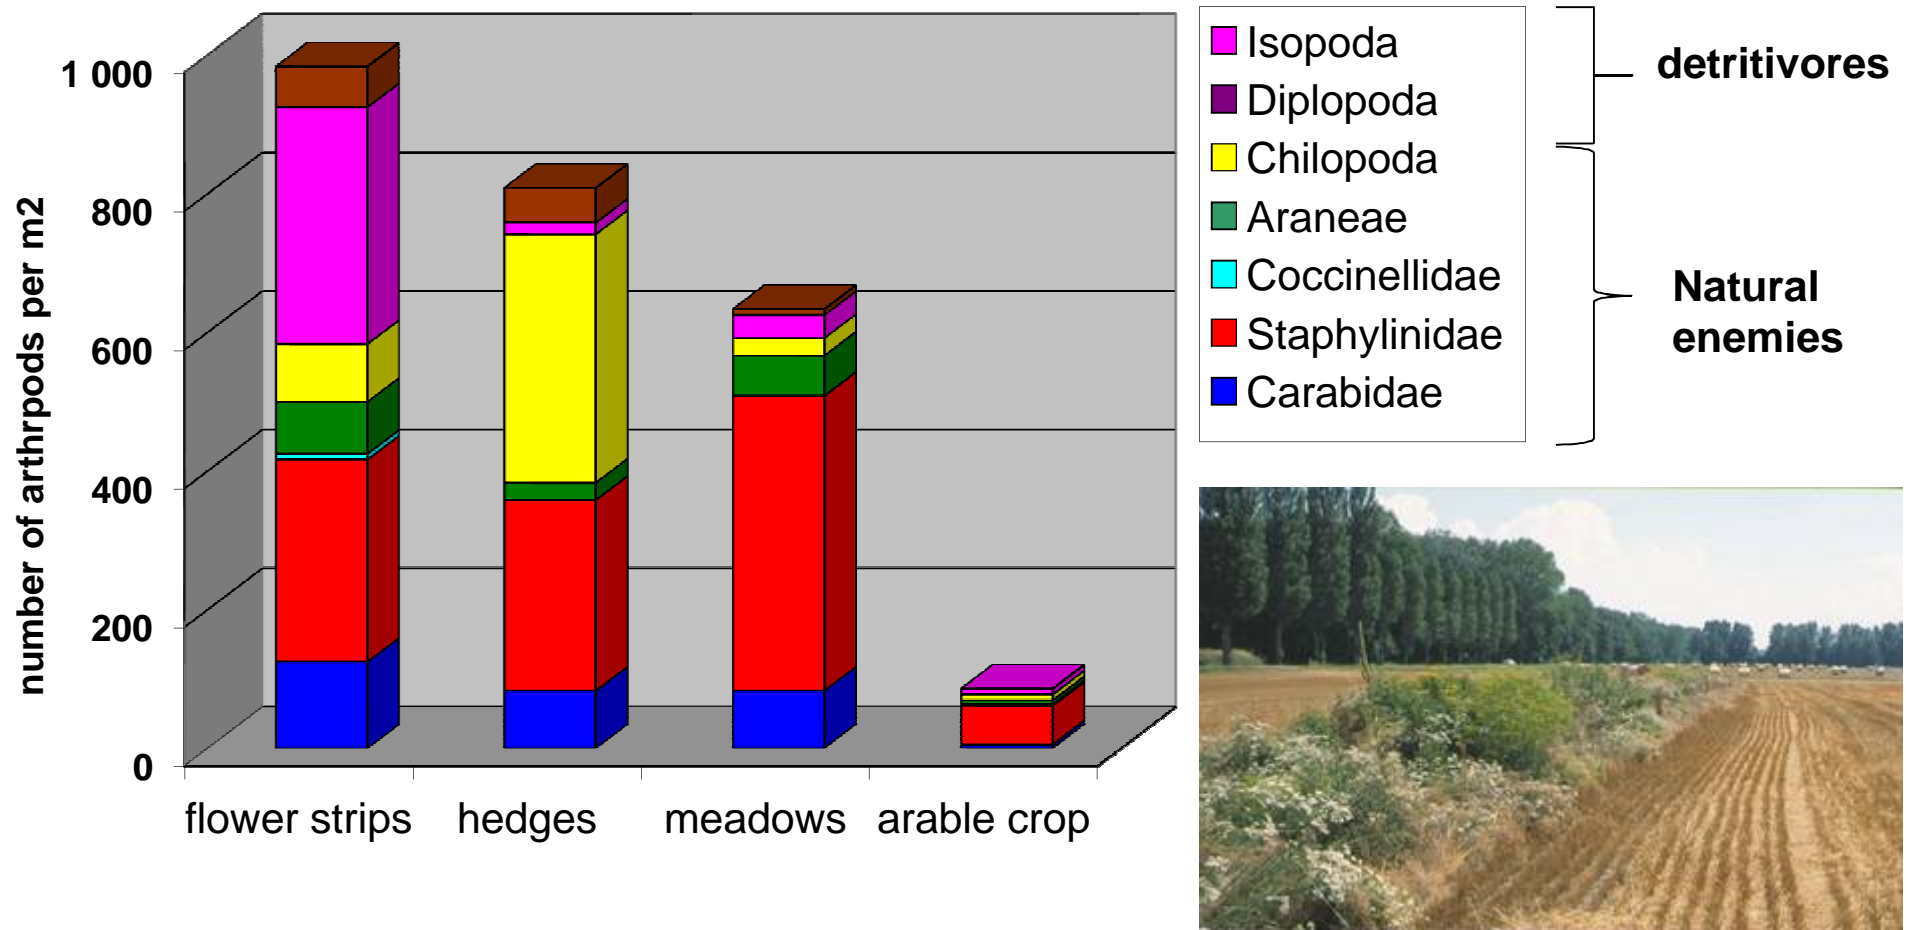 1 000
800
600
400
200
0
number of arthrpods per m2
flower strips
hedges
meadows
arable crop
Isopoda
Diplopoda
Chilopoda
Araneae
Coccinellidae
Staphylinidae
Carabidae
detritivores
Natural
enemies